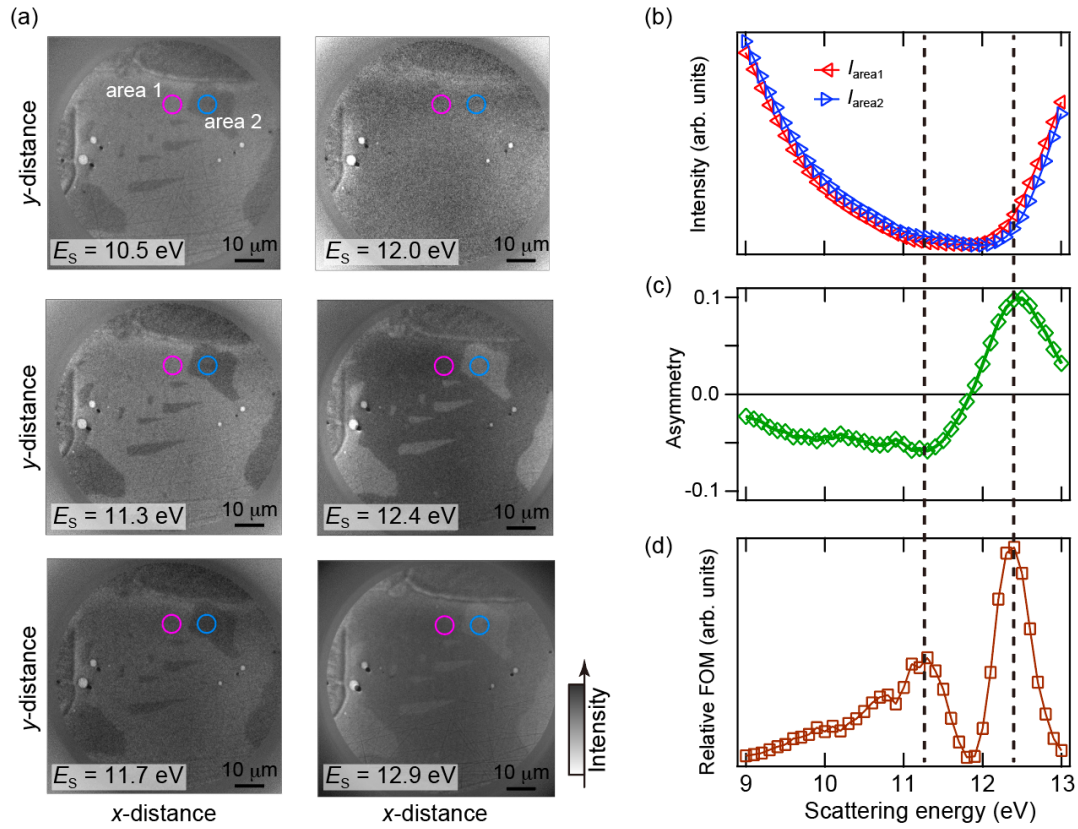 (a)
area 1
area 2
y-distance
E_S = 10.5 eV
10 μm
E_S = 12.0 eV
10 μm
y-distance
E_S = 11.3 eV
10 μm
E_S = 12.4 eV
10 μm
y-distance
E_S = 11.7 eV
10 μm
E_S = 12.9 eV
10 μm
Intensity
x-distance
x-distance
(b)
Intensity (arb. units)
I_area1
I_area2
(c)
Asymmetry
0.1
0.0
-0.1
(d)
Relative FOM (arb. units)
9 10 11 12 13
Scattering energy (eV)